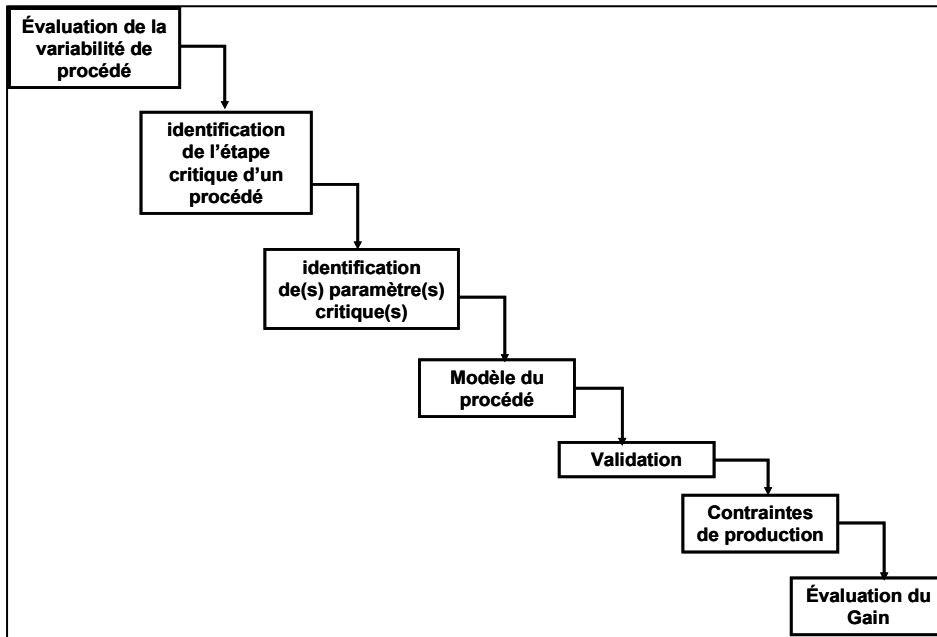 Évaluation de la
variabilité de
procédé
identification
de l'étape
critique d'un
procédé
identification
de(s) paramètre(s)
critique(s)
Modèle du
procédé
Validation
Contraintes
de production
Évaluation du
Gain